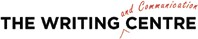 and Communication
THE WRITING CENTRE